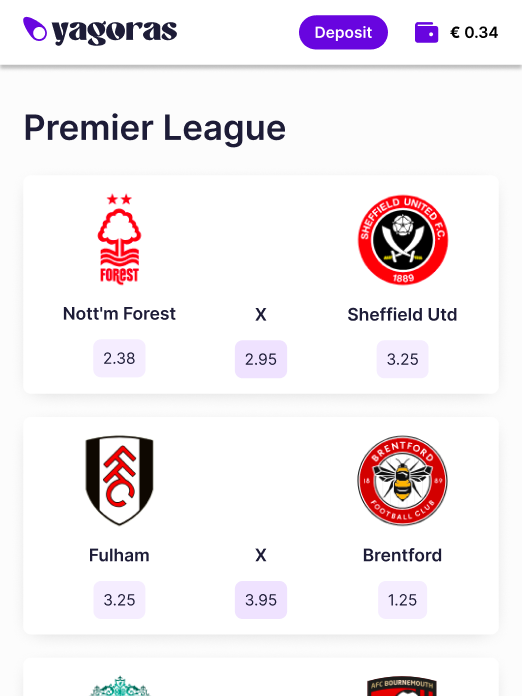 yagoras
Deposit
€ 0.34
Premier League
FOREST
SHEFFIELD UNITED F.C.
1889
Nott'm Forest
X
Sheffield Utd
2.38
2.95
3.25
FFC
BRENTFORD
18 89
FOOTBALL CLUB
Fulham
X
Brentford
3.25
3.95
1.25
AFC BOURNEMOUTH